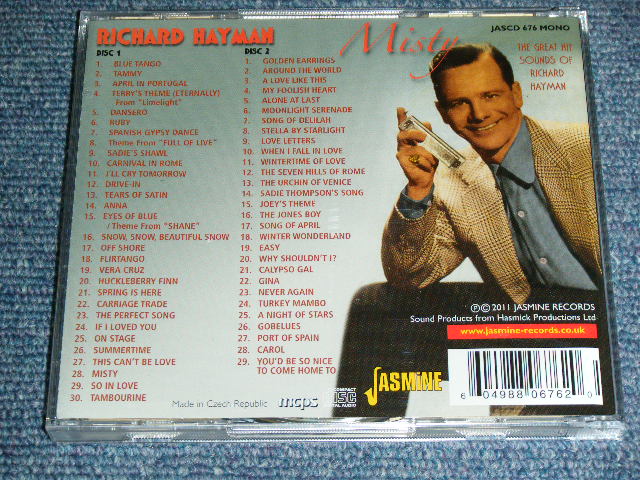 RICHARD HAYMAN
Misty
JASCD 676 MONO
THE GREAT HIT
SOUNDS OF
RICHARD
HAYMAN
DISC 1
1. BLUE TANGO
2. TAMMY
3. APRIL IN PORTUGAL
4. TERRY'S THEME (ETERNALLY)
From "Limelight"
5. DANSERO
6. RUBY
7. SPANISH GYPSY DANCE
8. Theme From "FULL OF LIVE"
9. SADIE'S SHAWL
10. CARNIVAL IN ROME
11. I'LL CRY TOMORROW
12. DRIVE-IN
13. TEARS OF SATIN
14. ANNA
15. EYES OF BLUE
/Theme From "SHANE"
16. SNOW, SNOW, BEAUTIFUL SNOW
17. OFF SHORE
18. FLIRTANGO
19. VERA CRUZ
20. HUCKLEBERRY FINN
21. SPRING IS HERE
22. CARRIAGE TRADE
23. THE PERFECT SONG
24. IF I LOVED YOU
25. ON STAGE
26. SUMMERTIME
27. THIS CAN'T BE LOVE
28. MISTY
29. SO IN LOVE
30. TAMBOURINE
DISC 2
1. GOLDEN EARRINGS
2. AROUND THE WORLD
3. A LOVE LIKE THIS
4. MY FOOLISH HEART
5. ALONE AT LAST
6. MOONLIGHT SERENADE
7. SONG OF DELILAH
8. STELLA BY STARLIGHT
9. LOVE LETTERS
10. WHEN I FALL IN LOVE
11. WINTERTIME OF LOVE
12. THE SEVEN HILLS OF ROME
13. THE URCHIN OF VENICE
14. SADIE THOMPSON'S SONG
15. JOEY'S THEME
16. THE JONES BOY
17. SONG OF APRIL
18. WINTER WONDERLAND
19. EASY
20. WHY SHOULDN'T I?
21. CALYPSO GAL
22. GINA
23. NEVER AGAIN
24. TURKEY MAMBO
25. A NIGHT OF STARS
26. GOBELUES
27. PORT OF SPAIN
28. CAROL
29. YOU'D BE SO NICE
TO COME HOME TO
℗© 2011 JASMINE RECORDS
Sound Products from Hasmick Productions Ltd
www.jasmine-records.co.uk
Made in Czech Republic
mcps
COMPACT
DISC
DIGITAL AUDIO
JASMINE
6 04988 06762 0